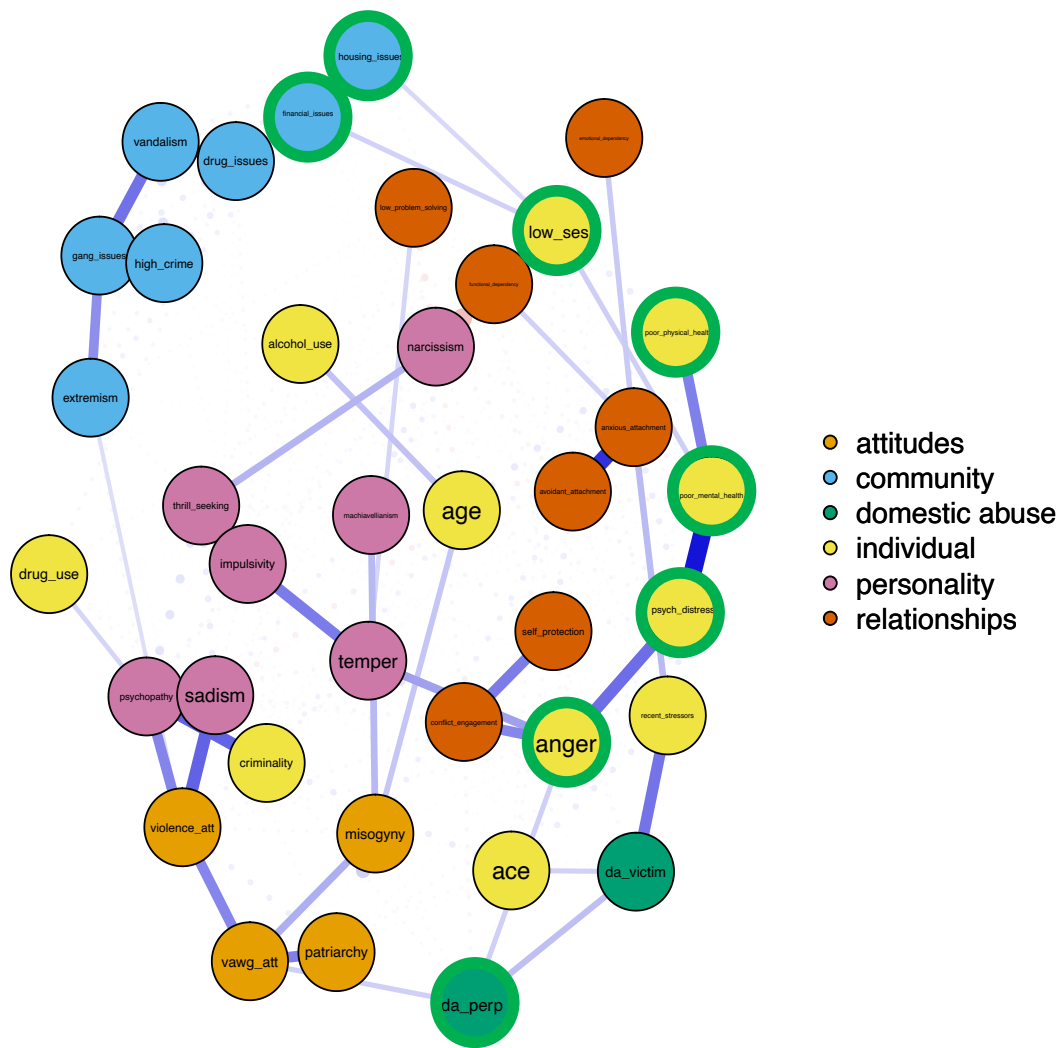 housing_issues
financial_issues
vandalism
drug_issues
emotional_dependency
low_problem_solving
low_ses
gang_issues
high_crime
functional_dependency
poor_physical_healt
alcohol_use
narcissism
extremism
anxious_attachment
thrill_seeking
machiavellianism
age
avoidant_attachment
poor_mental_health
impulsivity
drug_use
psych_distress
self_protection
temper
psychopathy
sadism
conflict_engagement
recent_stressors
anger
criminality
violence_att
misogyny
ace
da_victim
vawg_att
patriarchy
da_perp
attitudes
community
domestic abuse
individual
personality
relationships